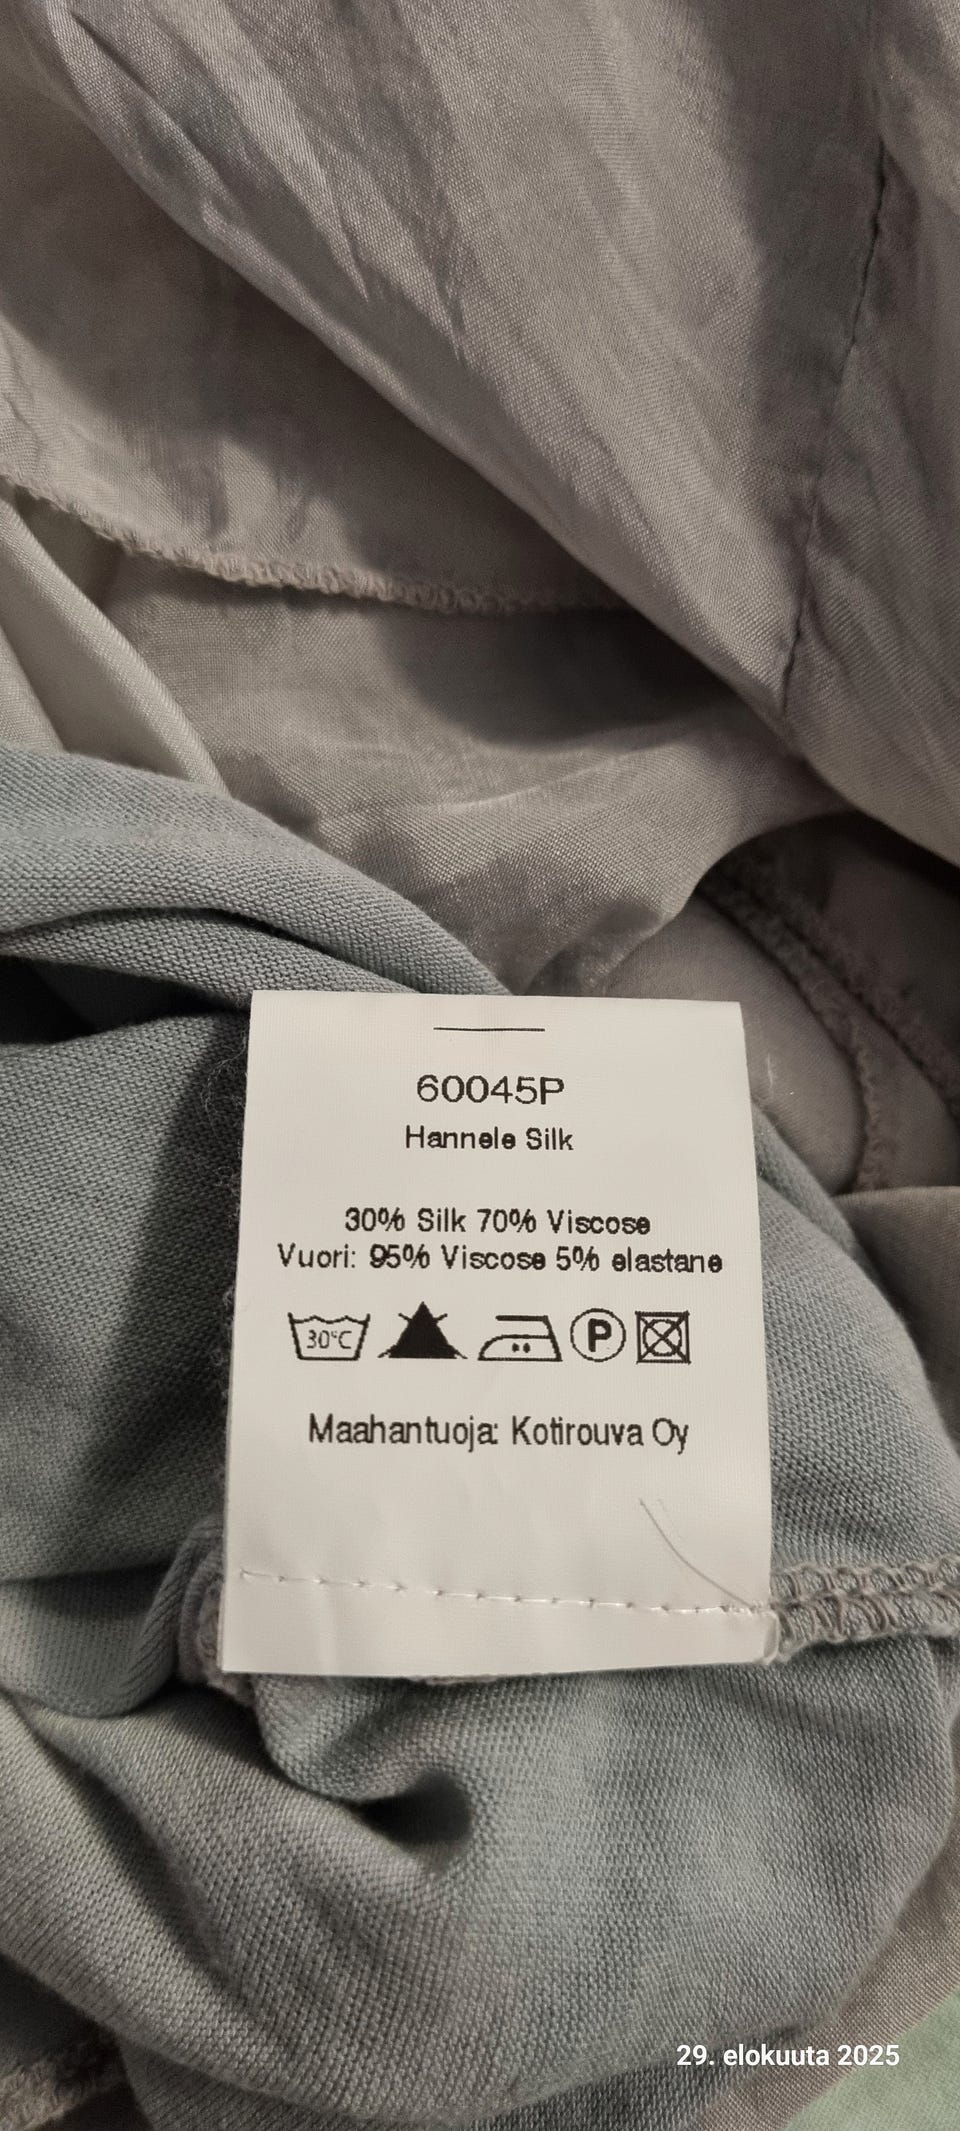 60045P
Hannele Silk
30% Silk 70% Viscose
Vuori: 95% Viscose 5% elastane
30°C P
Maahantuoja: Kotirouva Oy
29. elokuuta 2025